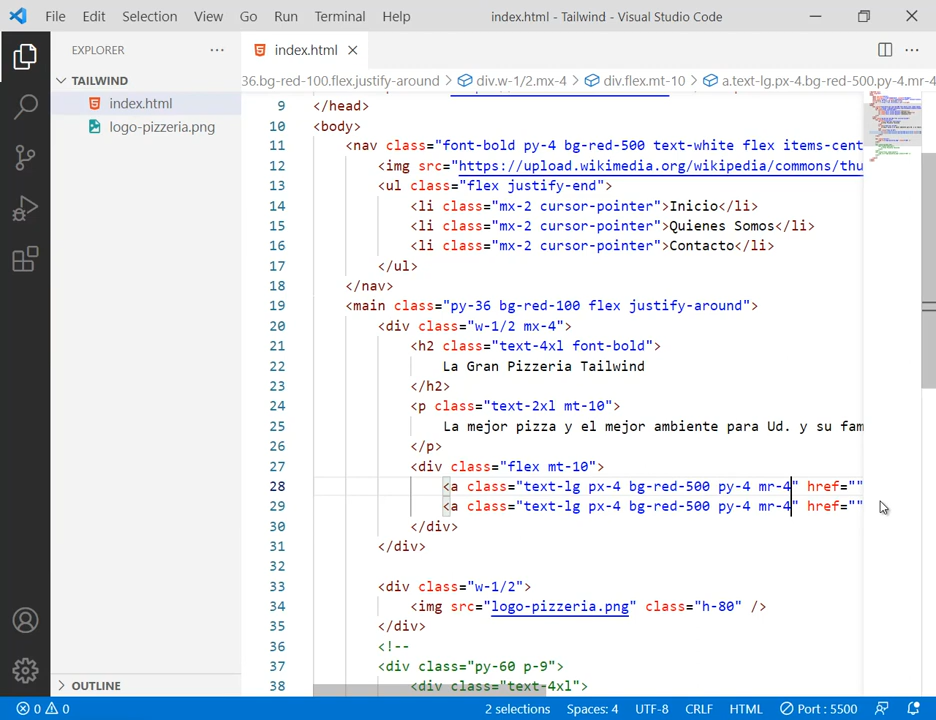 File Edit Selection View Go Run Terminal Help index.html - Tailwind - Visual Studio Code
EXPLORER
index.html
TAILWIND
index.html
logo-pizzeria.png
OUTLINE
36.bg-red-100.flex.justify-around > div.w-1/2.mx-4 > div.flex.mt-10 > a.text-lg.px-4.bg-red-500.py-4.mr-4
9 </head>
10 <body>
11 <nav class="font-bold py-4 bg-red-500 text-white flex items-cent
12 <img src="https://upload.wikimedia.org/wikipedia/commons/thu
13 <ul class="flex justify-end">
14 <li class="mx-2 cursor-pointer">Inicio</li>
15 <li class="mx-2 cursor-pointer">Quienes Somos</li>
16 <li class="mx-2 cursor-pointer">Contacto</li>
17 </ul>
18 </nav>
19 <main class="py-36 bg-red-100 flex justify-around">
20 <div class="w-1/2 mx-4">
21 <h2 class="text-4xl font-bold">
22 La Gran Pizzeria Tailwind
23 </h2>
24 <p class="text-2xl mt-10">
25 La mejor pizza y el mejor ambiente para Ud. y su fam
26 </p>
27 <div class="flex mt-10">
28 <a class="text-lg px-4 bg-red-500 py-4 mr-4" href=""
29 <a class="text-lg px-4 bg-red-500 py-4 mr-4" href=""
30 </div>
31 </div>
32
33 <div class="w-1/2">
34 <img src="logo-pizzeria.png" class="h-80" />
35 </div>
36 <!--
37 <div class="py-60 p-9">
38 <div class="text-4xl">
0 0 2 selections Spaces: 4 UTF-8 CRLF HTML Port : 5500